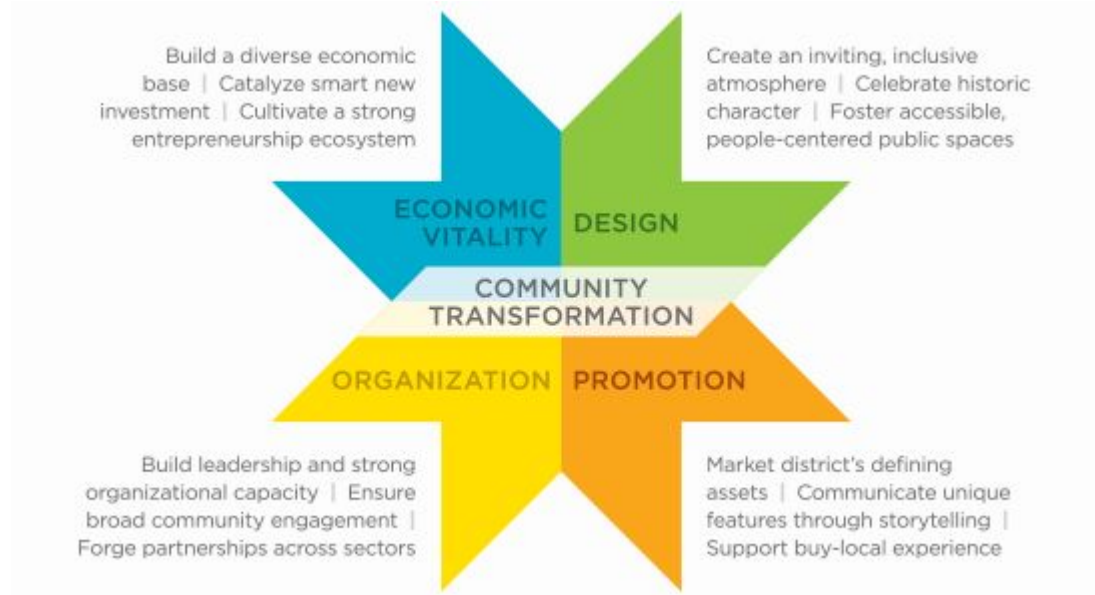 Build a diverse economic
base | Catalyze smart new
investment | Cultivate a strong
entrepreneurship ecosystem
Create an inviting, inclusive
atmosphere | Celebrate historic
character | Foster accessible,
people-centered public spaces
ECONOMIC
VITALITY
DESIGN
COMMUNITY
TRANSFORMATION
ORGANIZATION
PROMOTION
Build leadership and strong
organizational capacity | Ensure
broad community engagement |
Forge partnerships across sectors
Market district’s defining
assets | Communicate unique
features through storytelling |
Support buy-local experience